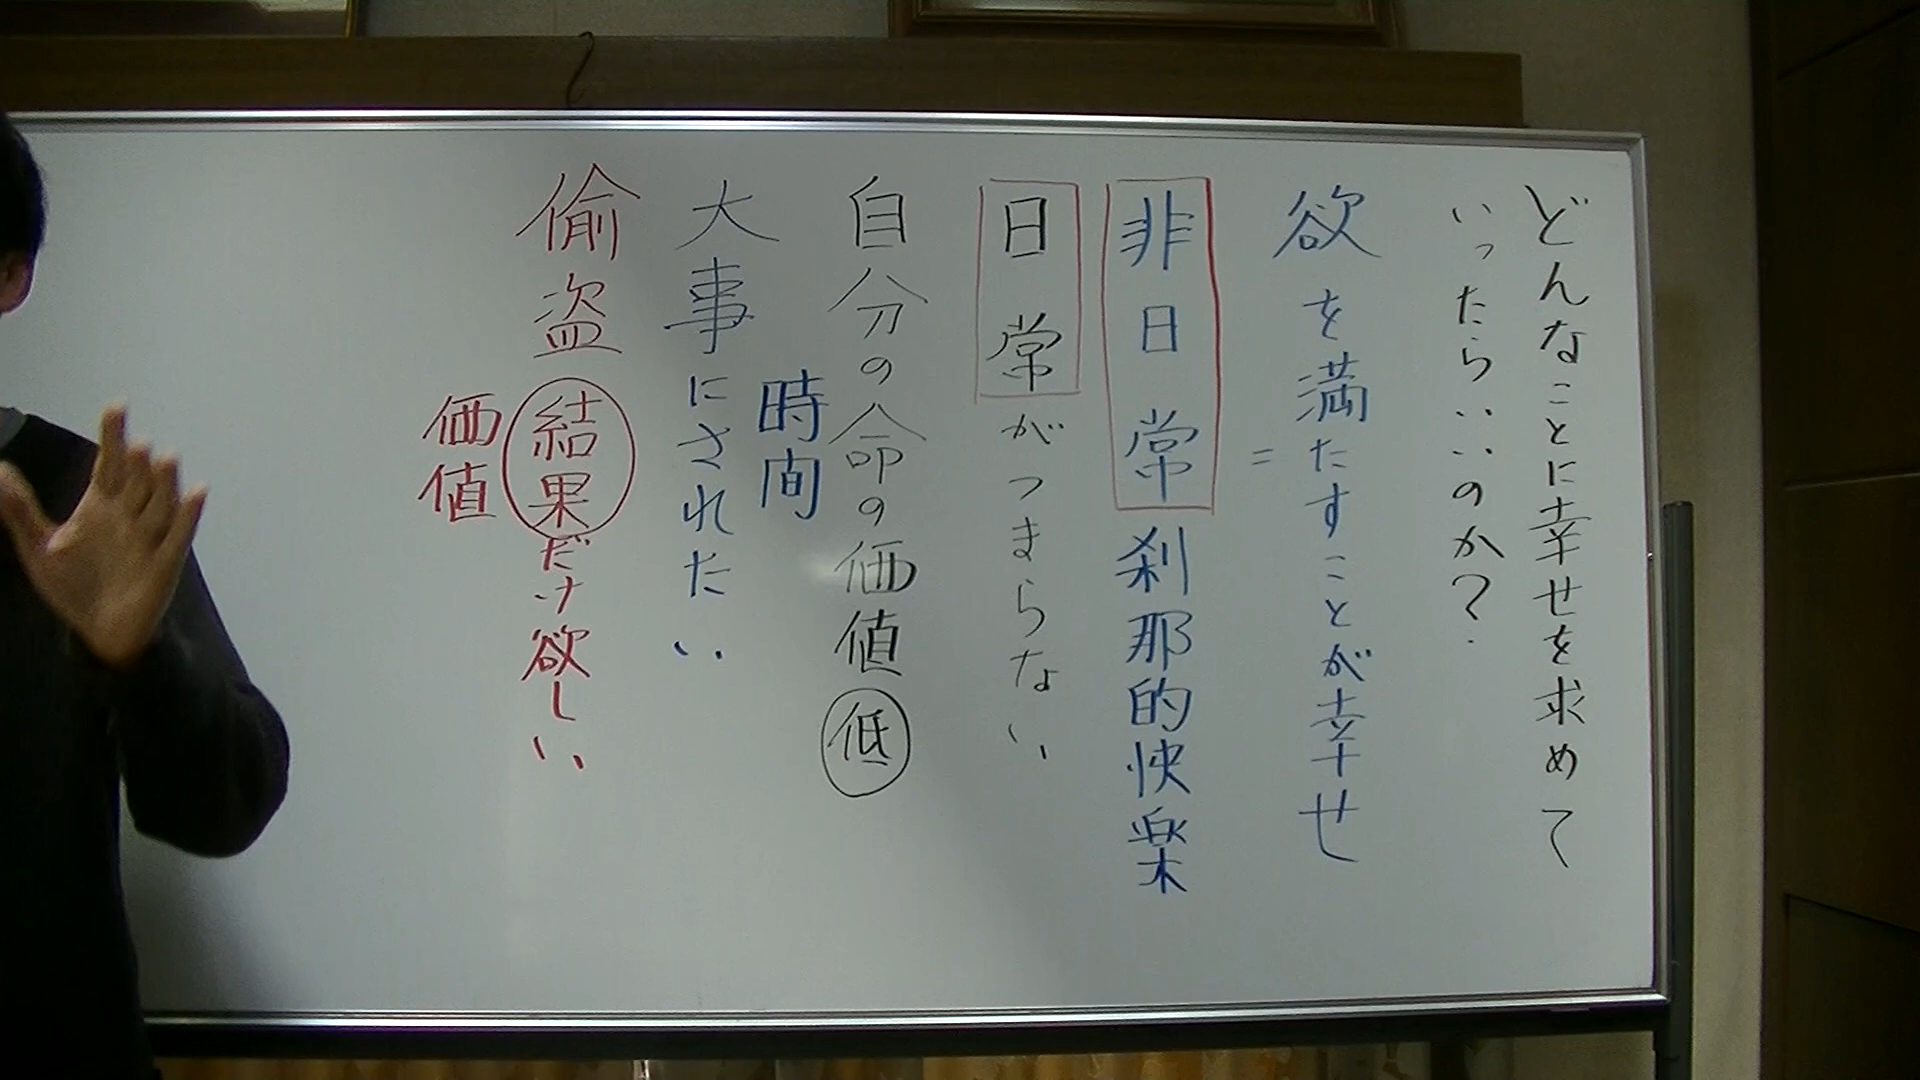 どんなことに幸せを求めて
いったらいいのか?
欲を満たすことが幸せ
=
非日常 刹那的快楽
日常がつまらない
自分の命の価値 低
時間
大事にされたい
偸盗 結果だけ欲しい
価値